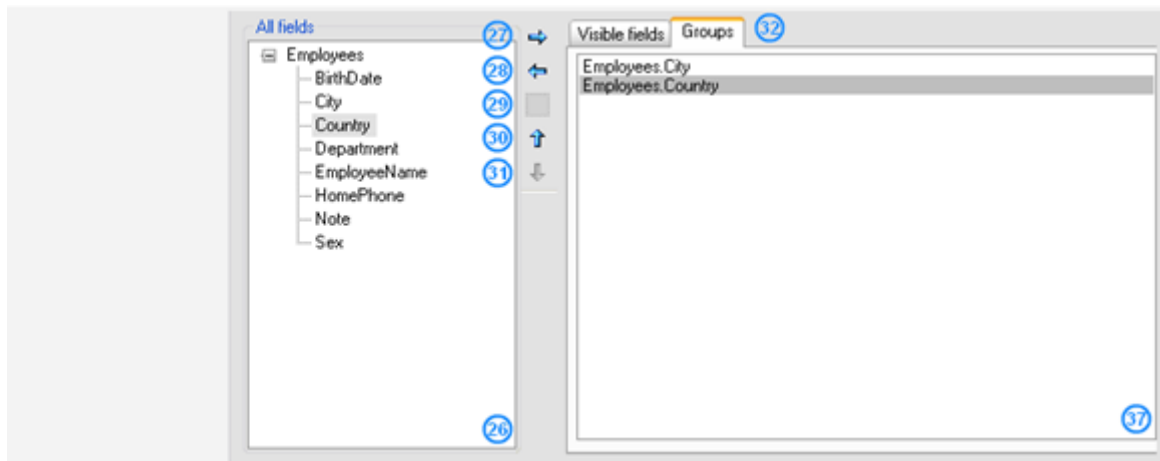 All fields
27
Visible fields
Groups
32
Employees
28
BirthDate
City
29
Country
30
Department
EmployeeName
31
HomePhone
Note
Sex
26
Employees.City
Employees.Country
37